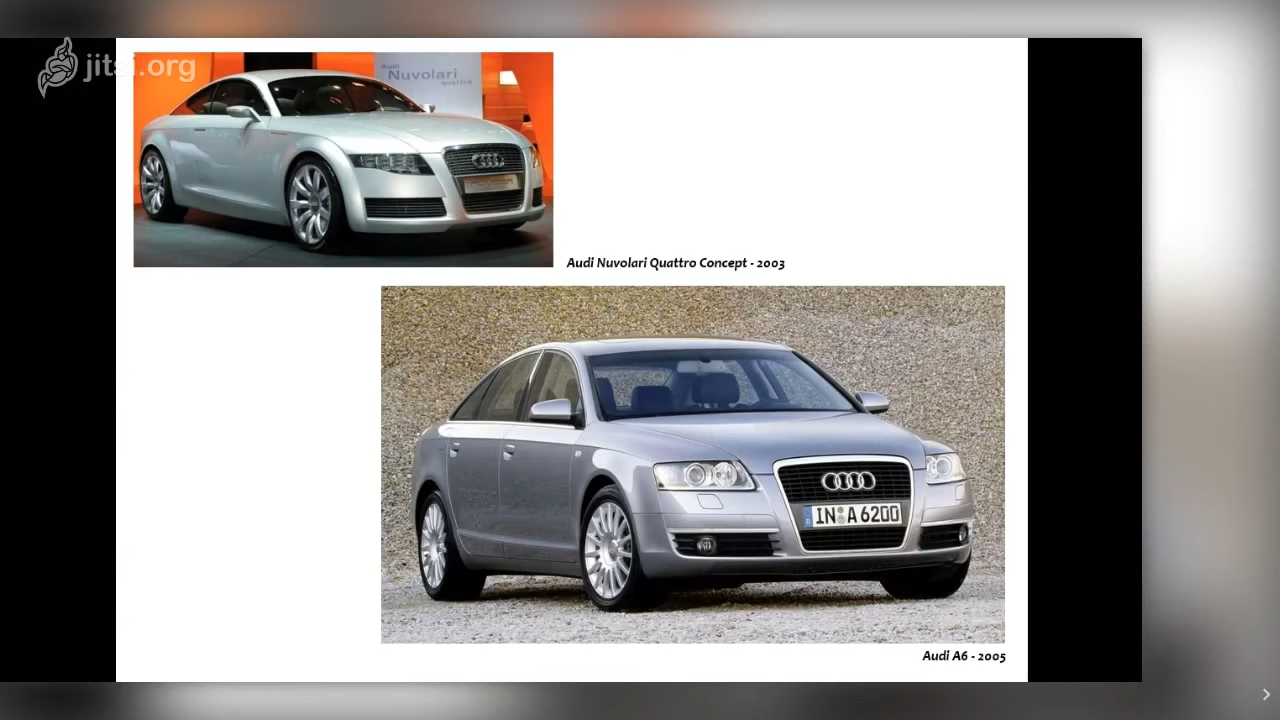 jitsi.org
Audi
Nuvolari
quattro
Audi Nuvolari Quattro Concept - 2003
IN A 6200
Audi A6 - 2005